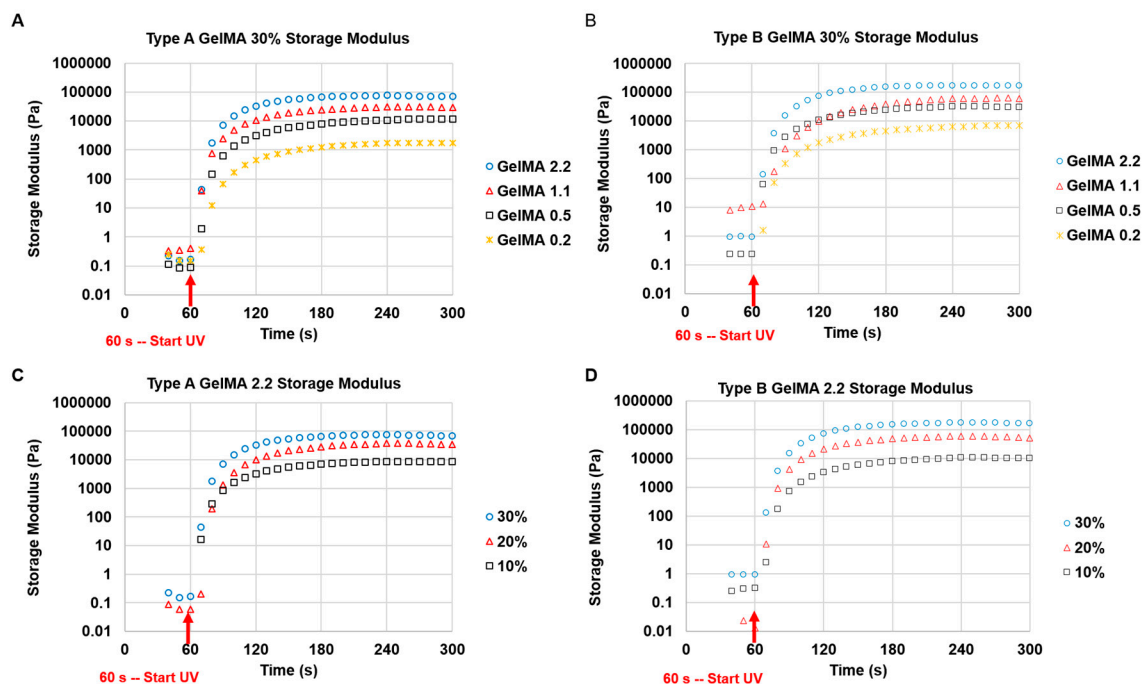 A
Type A GelMA 30% Storage Modulus
Storage Modulus (Pa)
1000000
100000
10000
1000
100
10
1
0.1
0.01
0 60 120 180 240 300
Time (s)
60 s -- Start UV
GelMA 2.2
GelMA 1.1
GelMA 0.5
GelMA 0.2
B
Type B GelMA 30% Storage Modulus
Storage Modulus (Pa)
1000000
100000
10000
1000
100
10
1
0.1
0.01
0 60 120 180 240 300
Time (s)
60 s -- Start UV
GelMA 2.2
GelMA 1.1
GelMA 0.5
GelMA 0.2
C
Type A GelMA 2.2 Storage Modulus
Storage Modulus (Pa)
1000000
100000
10000
1000
100
10
1
0.1
0.01
0 60 120 180 240 300
Time (s)
60 s -- Start UV
30%
20%
10%
D
Type B GelMA 2.2 Storage Modulus
Storage Modulus (Pa)
1000000
100000
10000
1000
100
10
1
0.1
0.01
0 60 120 180 240 300
Time (s)
60 s -- Start UV
30%
20%
10%